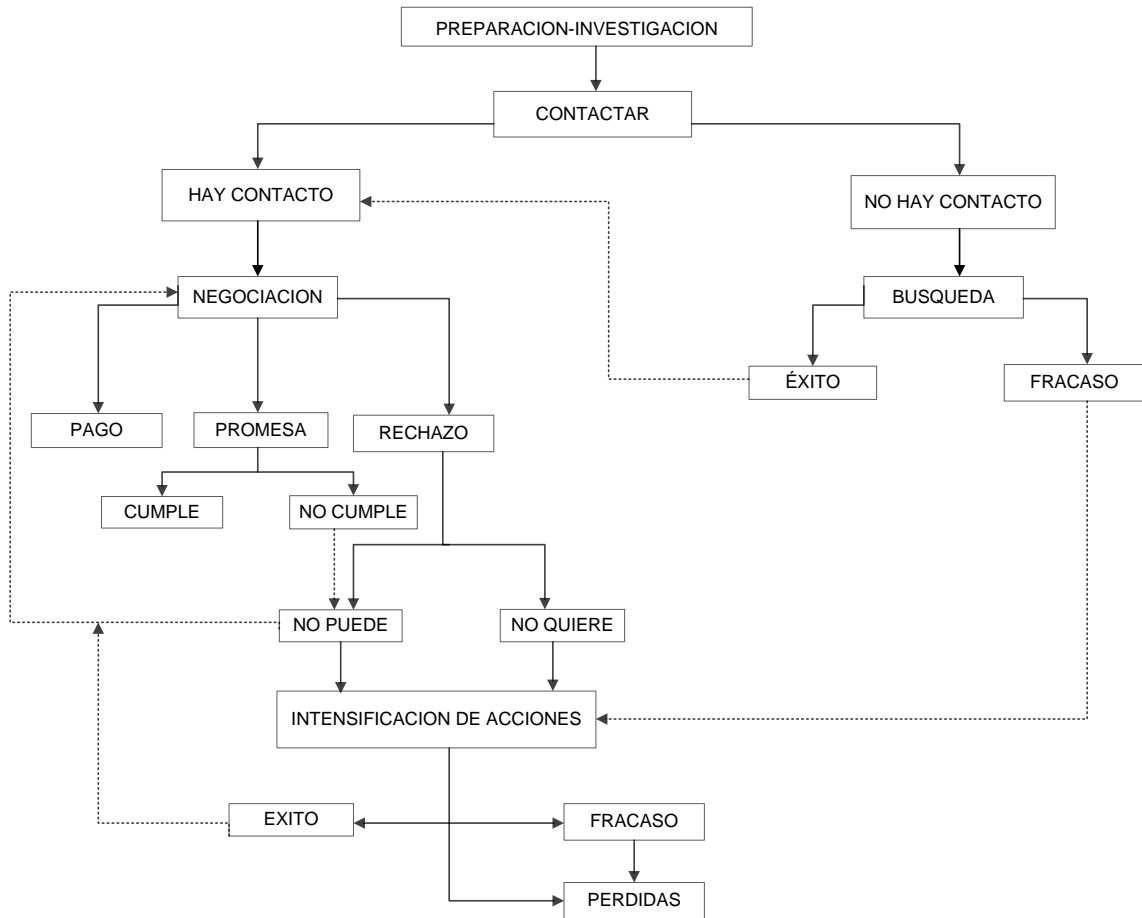 PREPARACION-INVESTIGACION
CONTACTAR
HAY CONTACTO
NO HAY CONTACTO
NEGOCIACION
BUSQUEDA
ÉXITO
FRACASO
PAGO
PROMESA
RECHAZO
CUMPLE
NO CUMPLE
NO PUEDE
NO QUIERE
INTENSIFICACION DE ACCIONES
EXITO
FRACASO
PERDIDAS